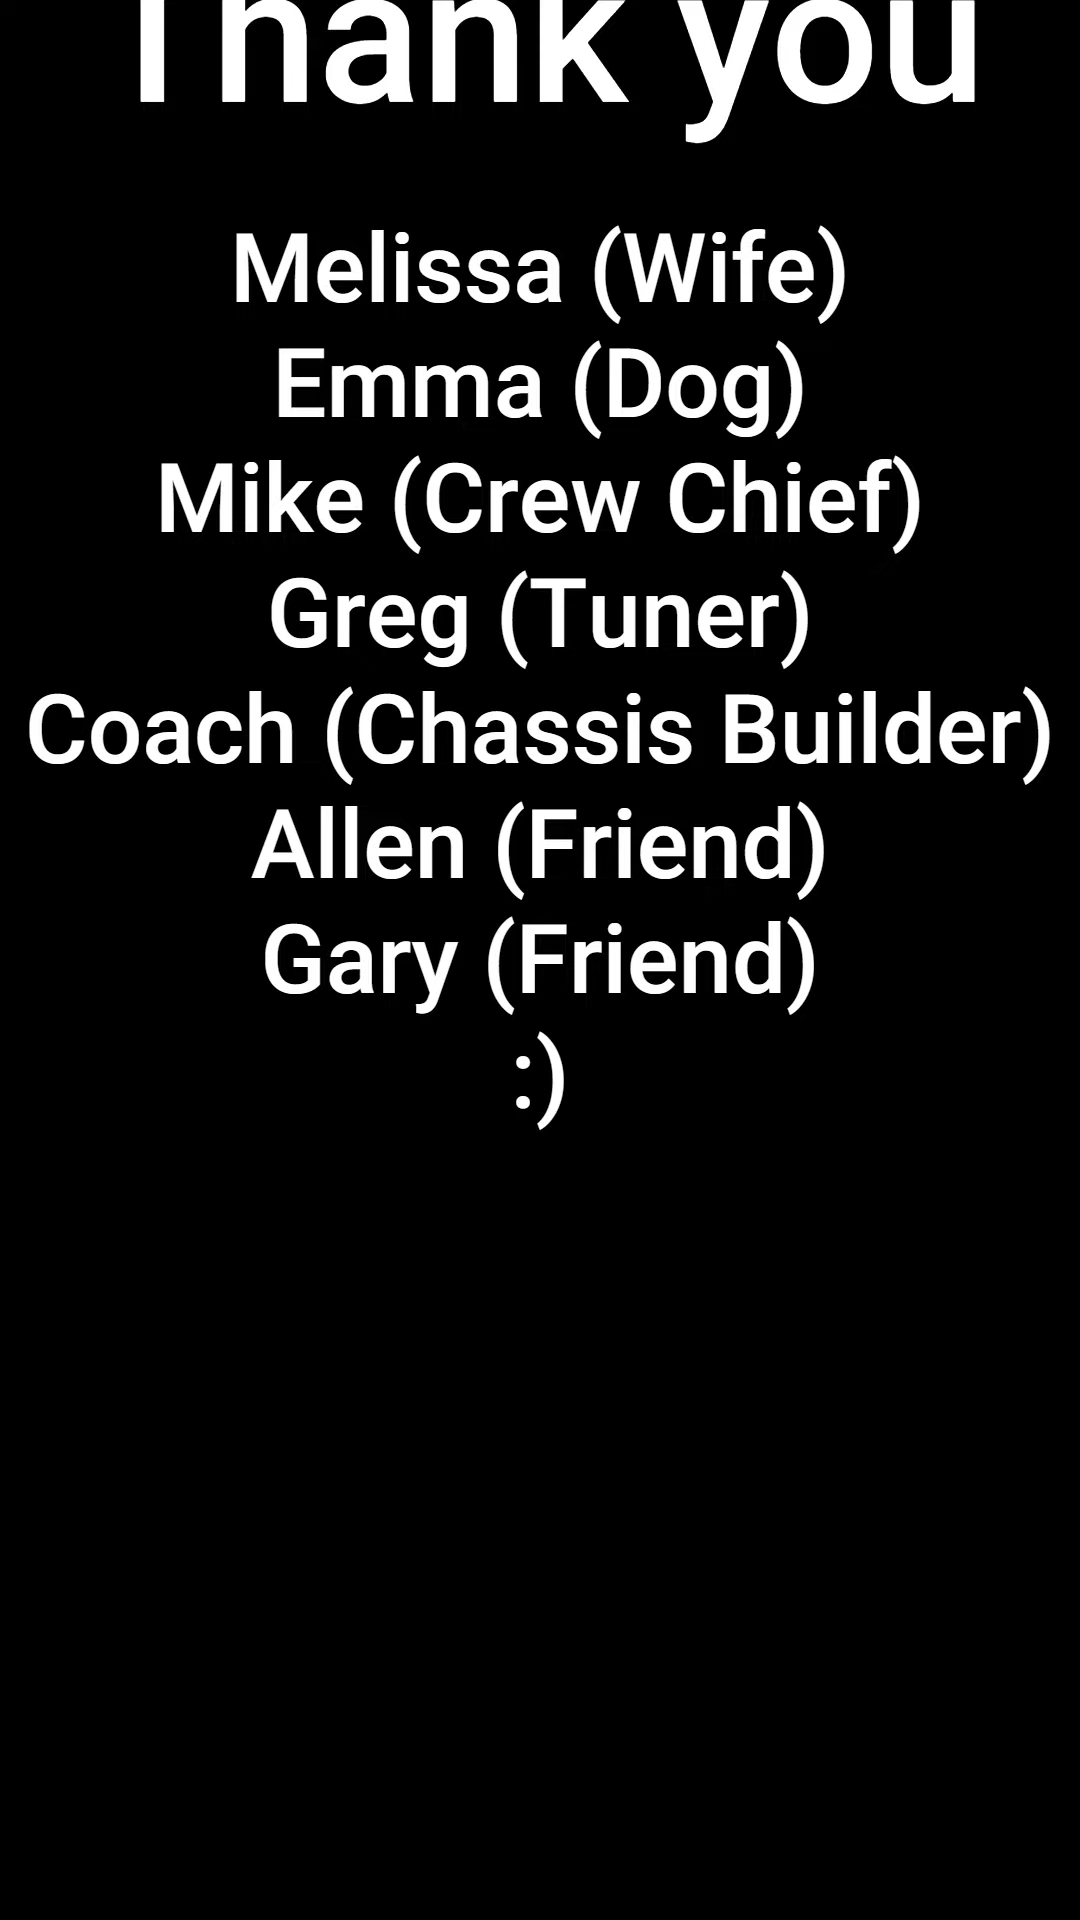 Thank you
Melissa (Wife)
Emma (Dog)
Mike (Crew Chief)
Greg (Tuner)
Coach (Chassis Builder)
Allen (Friend)
Gary (Friend)
:)